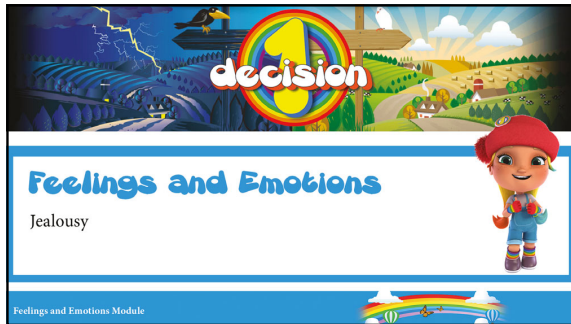 1
decision
Feelings and Emotions
Jealousy
Feelings and Emotions Module